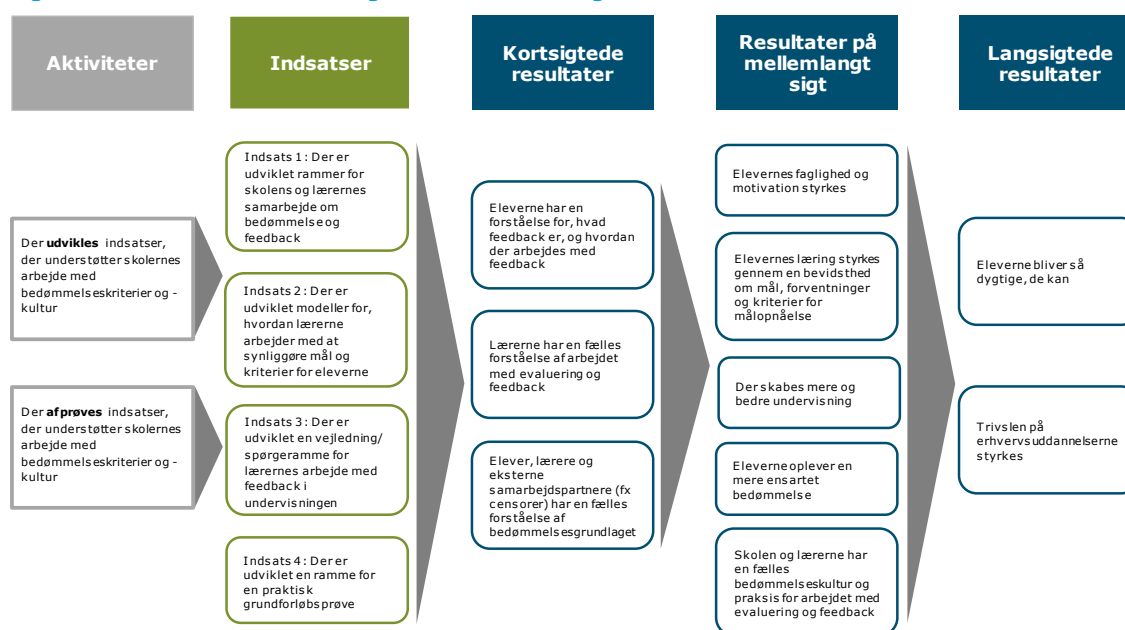 Aktiviteter
Indsatser
Kortsigtede
resultater
Resultater på
mellemlangt
sigt
Langsigtede
resultater
Der udvikles indsatser,
der understøtter skolernes
arbejde med
bedømmelseskriterier og -
kultur
Der afprøves indsatser,
der understøtter skolernes
arbejde med
bedømmelseskriterier og -
kultur
Indsats 1: Der er
udviklet rammer for
skolens og lærernes
samarbejde om
bedømmelse og
feedback
Indsats 2: Der er
udviklet modeller for,
hvordan lærerne
arbejder med at
synliggøre mål og
kriterier for eleverne
Indsats 3: Der er
udviklet en vejledning/
spørgeramme for
lærernes arbejde med
feedback i
undervisningen
Indsats 4: Der er
udviklet en ramme for
en praktisk
grundforløbsprøve
Eleverne har en
forståelse for, hvad
feedback er, og hvordan
der arbejdes med
feedback
Lærerne har en fælles
forståelse af arbejdet
med evaluering og
feedback
Elever, lærere og
eksterne
samarbejdspartnere (fx
censorer) har en fælles
forståelse af
bedømmelsesgrundlaget
Elevernes faglighed og
motivation styrkes
Elevernes læring styrkes
gennem en bevidsthed
om mål, forventninger
og kriterier for
målopnåelse
Der skabes mere og
bedre undervisning
Eleverne oplever en
mere ensartet
bedømmelse
Skolen og lærerne har
en fælles
bedømmelseskultur og
praksis for arbejdet med
evaluering og feedback
Eleverne bliver så
dygtige, de kan
Trivslen på
erhvervsuddannelserne
styrkes